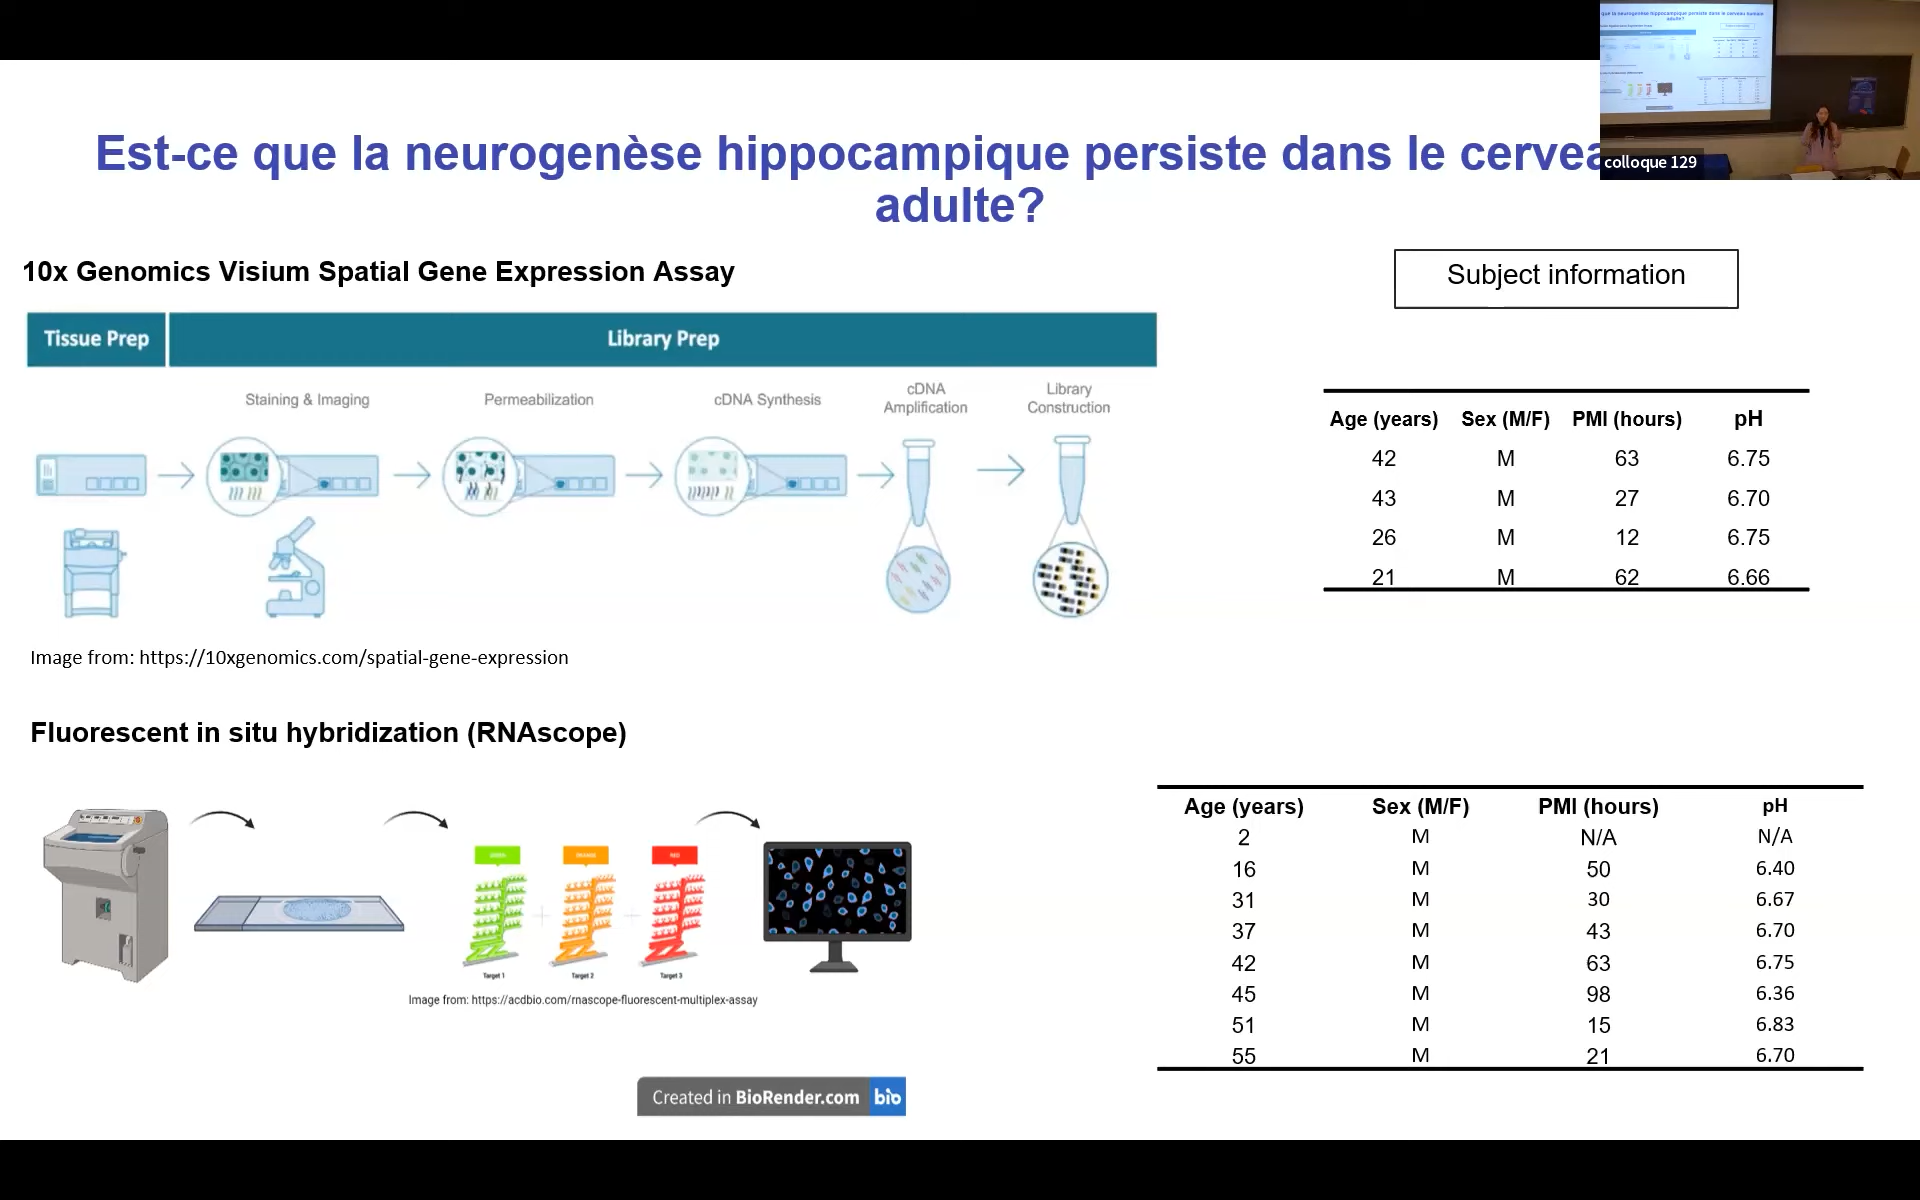 Est-ce que la neurogenèse hippocampique persiste dans le
adulte?
colloque 129
10x Genomics Visium Spatial Gene Expression Assay
Subject information
Tissue Prep
Library Prep
Staining & Imaging
Permeabilization
cDNA Synthesis
cDNA
Amplification
Library
Construction
Age (years) Sex (M/F) PMI (hours) pH
42 M 63 6.75
43 M 27 6.70
26 M 12 6.75
21 M 62 6.66
Image from: https://10xgenomics.com/spatial-gene-expression
Fluorescent in situ hybridization (RNAscope)
Target 1
Target 2
Target 3
Image from: https://acdbio.com/rnascope-fluorescent-multiplex-assay
Age (years) Sex (M/F) PMI (hours) pH
2 M N/A N/A
16 M 50 6.40
31 M 30 6.67
37 M 43 6.70
42 M 63 6.75
45 M 98 6.36
51 M 15 6.83
55 M 21 6.70
Created in BioRender.com bio